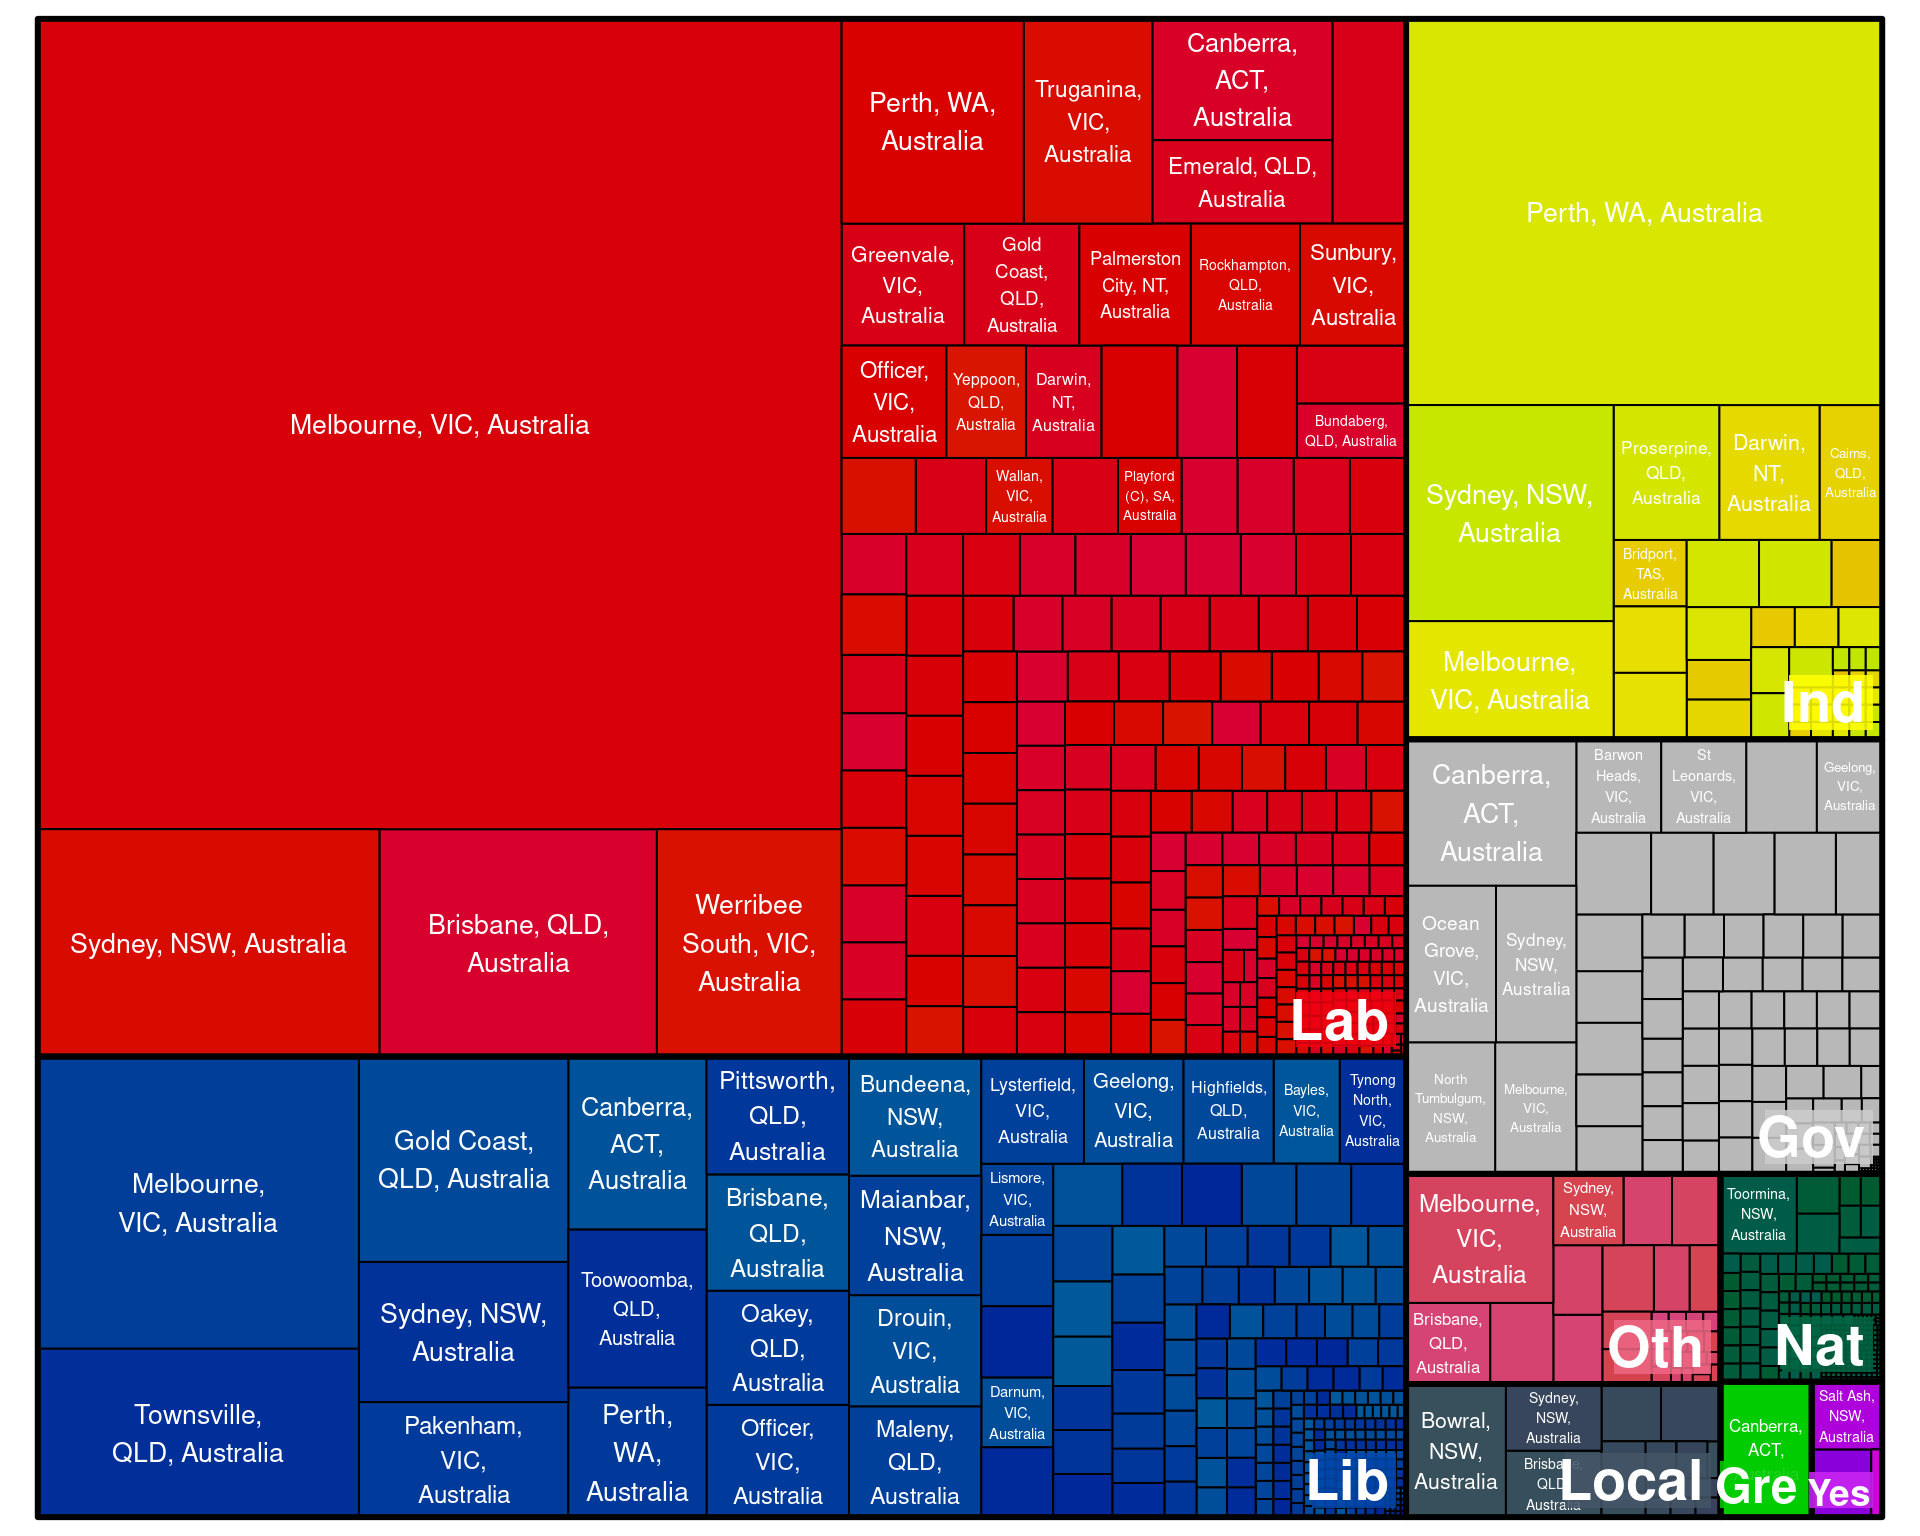 Melbourne, VIC, Australia
Sydney, NSW, Australia
Brisbane, QLD,
Australia
Werribee
South, VIC,
Australia
Perth, WA,
Australia
Truganina,
VIC,
Australia
Canberra,
ACT,
Australia
Emerald, QLD,
Australia
Greenvale,
VIC,
Australia
Gold
Coast,
QLD,
Australia
Palmerston
City, NT,
Australia
Rockhampton,
QLD,
Australia
Sunbury,
VIC,
Australia
Officer,
VIC,
Australia
Yeppoon,
QLD,
Australia
Darwin,
NT,
Australia
Bundaberg,
QLD, Australia
Wallan,
VIC,
Australia
Playford
(C), SA,
Australia
Lab
Melbourne,
VIC, Australia
Townsville,
QLD, Australia
Gold Coast,
QLD, Australia
Sydney, NSW,
Australia
Pakenham,
VIC,
Australia
Canberra,
ACT,
Australia
Toowoomba,
QLD,
Australia
Perth,
WA,
Australia
Pittsworth,
QLD,
Australia
Brisbane,
QLD,
Australia
Oakey,
QLD,
Australia
Officer,
VIC,
Australia
Bundeena,
NSW,
Australia
Maianbar,
NSW,
Australia
Drouin,
VIC,
Australia
Maleny,
QLD,
Australia
Lysterfield,
VIC,
Australia
Geelong,
VIC,
Australia
Highfields,
QLD,
Australia
Bayles,
VIC,
Australia
Tynong
North,
VIC,
Australia
Lismore,
VIC,
Australia
Darnum,
VIC,
Australia
Lib
Perth, WA, Australia
Sydney, NSW,
Australia
Melbourne,
VIC, Australia
Proserpine,
QLD,
Australia
Darwin,
NT,
Australia
Cairns,
QLD,
Australia
Bridport,
TAS,
Australia
Ind
Canberra,
ACT,
Australia
Barwon
Heads,
VIC,
Australia
St
Leonards,
VIC,
Australia
Geelong,
VIC,
Australia
Ocean
Grove,
VIC,
Australia
Sydney,
NSW,
Australia
North
Tumbulgum,
NSW,
Australia
Melbourne,
VIC,
Australia
Gov
Melbourne,
VIC,
Australia
Sydney,
NSW,
Australia
Brisbane,
QLD,
Australia
Oth
Toormina,
NSW,
Australia
Nat
Bowral,
NSW,
Australia
Sydney,
NSW,
Australia
Brisbane,
QLD,
Australia
Local
Canberra,
ACT,
Australia
Gre
Salt Ash,
NSW,
Australia
Yes